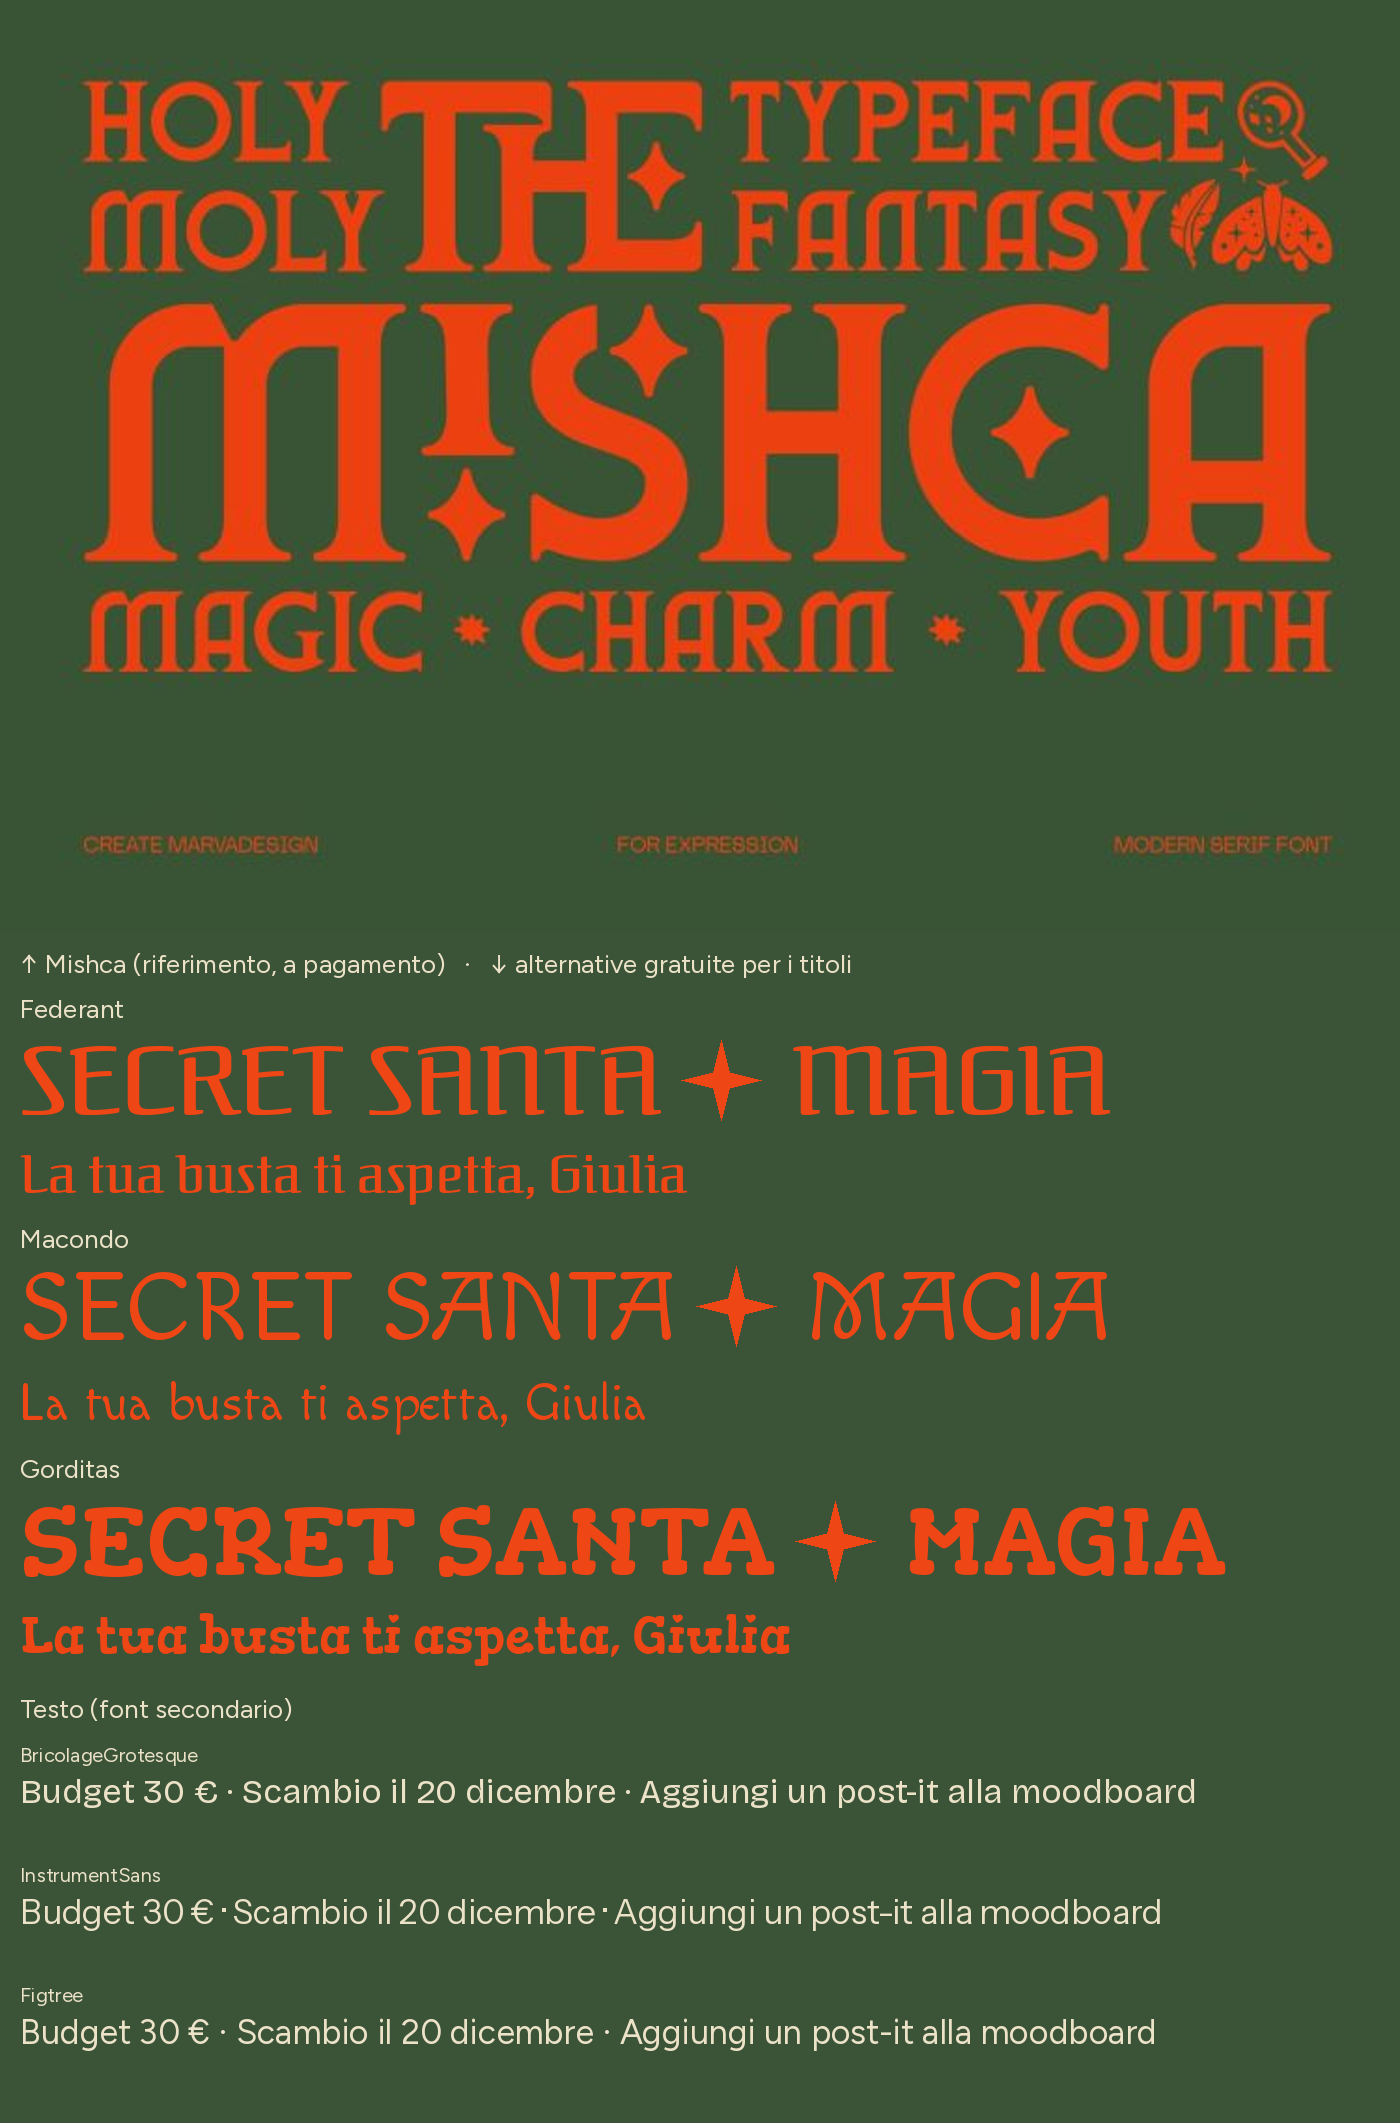 HOLY THE TYPEFACE
MOLY FANTASY
MISHCA
MAGIC * CHARM * YOUTH
CREATE MARVADESIGN FOR EXPRESSION MODERN SERIF FONT
↑ Mishca (riferimento, a pagamento) · ↓ alternative gratuite per i titoli
Federant
SECRET SANTA ✦ MAGIA
La tua busta ti aspetta, Giulia
Macondo
SECRET SANTA ✦ MAGIA
La tua busta ti aspetta, Giulia
Gorditas
SECRET SANTA ✦ MAGIA
La tua busta ti aspetta, Giulia
Testo (font secondario)
BricolageGrotesque
Budget 30 € · Scambio il 20 dicembre · Aggiungi un post-it alla moodboard
InstrumentSans
Budget 30 € · Scambio il 20 dicembre · Aggiungi un post-it alla moodboard
Figtree
Budget 30 € · Scambio il 20 dicembre · Aggiungi un post-it alla moodboard